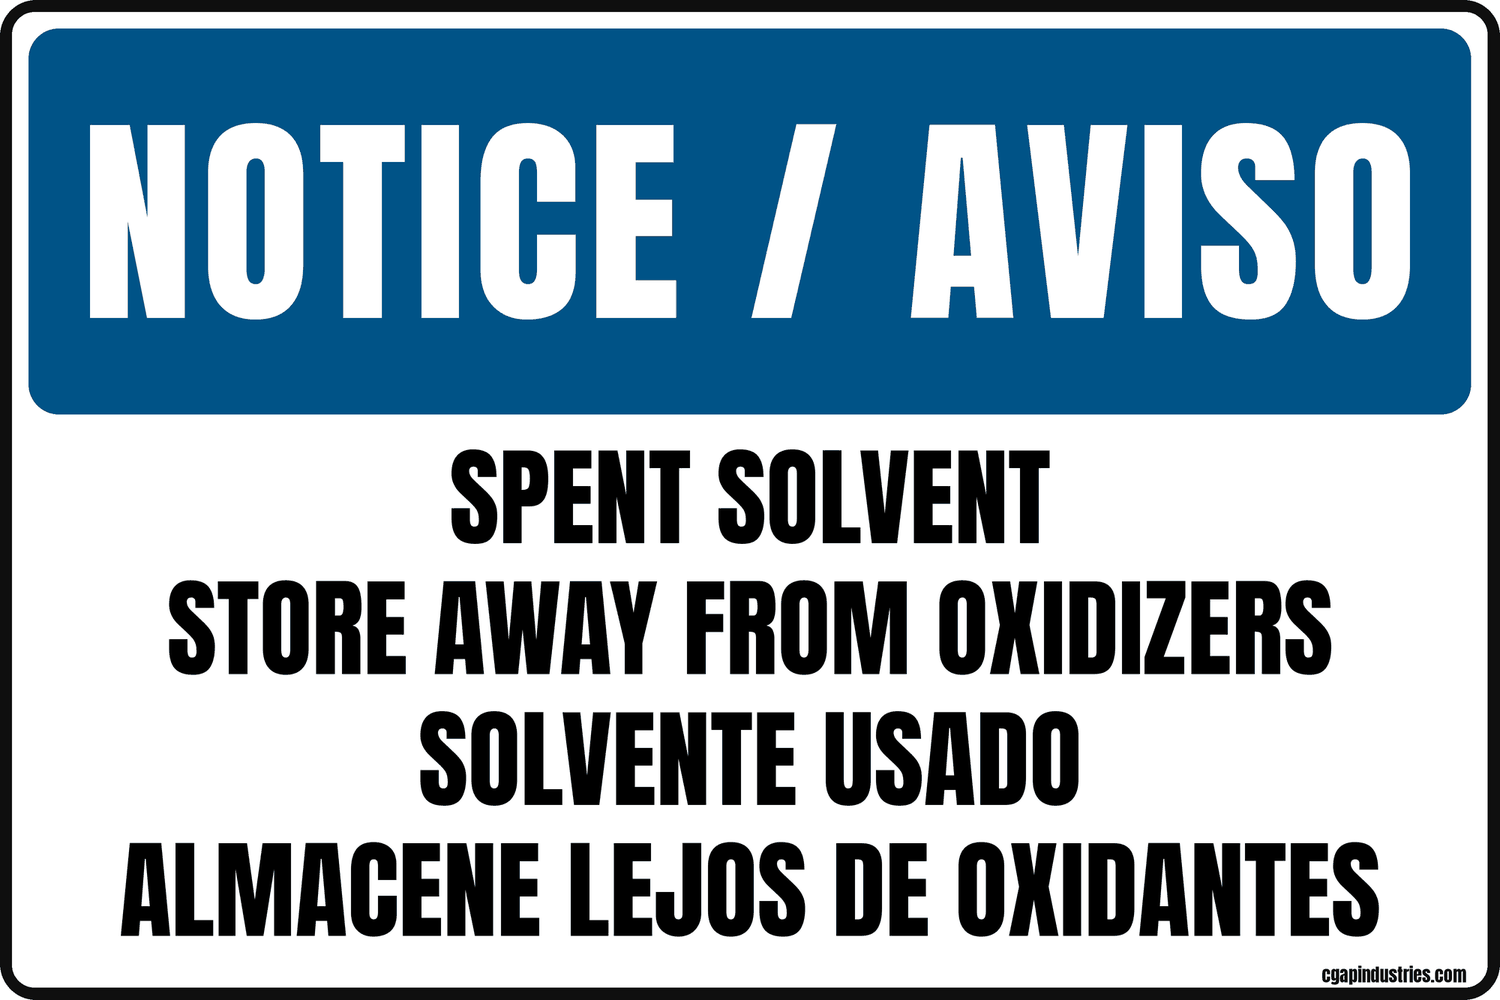 NOTICE / AVISO
SPENT SOLVENT
STORE AWAY FROM OXIDIZERS
SOLVENTE USADO
ALMACENE LEJOS DE OXIDANTES
cgapindustries.com